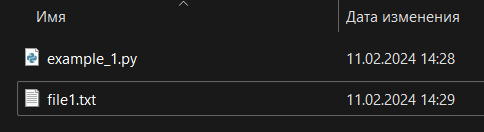 Имя Дата изменения
example_1.py 11.02.2024 14:28
file1.txt 11.02.2024 14:29